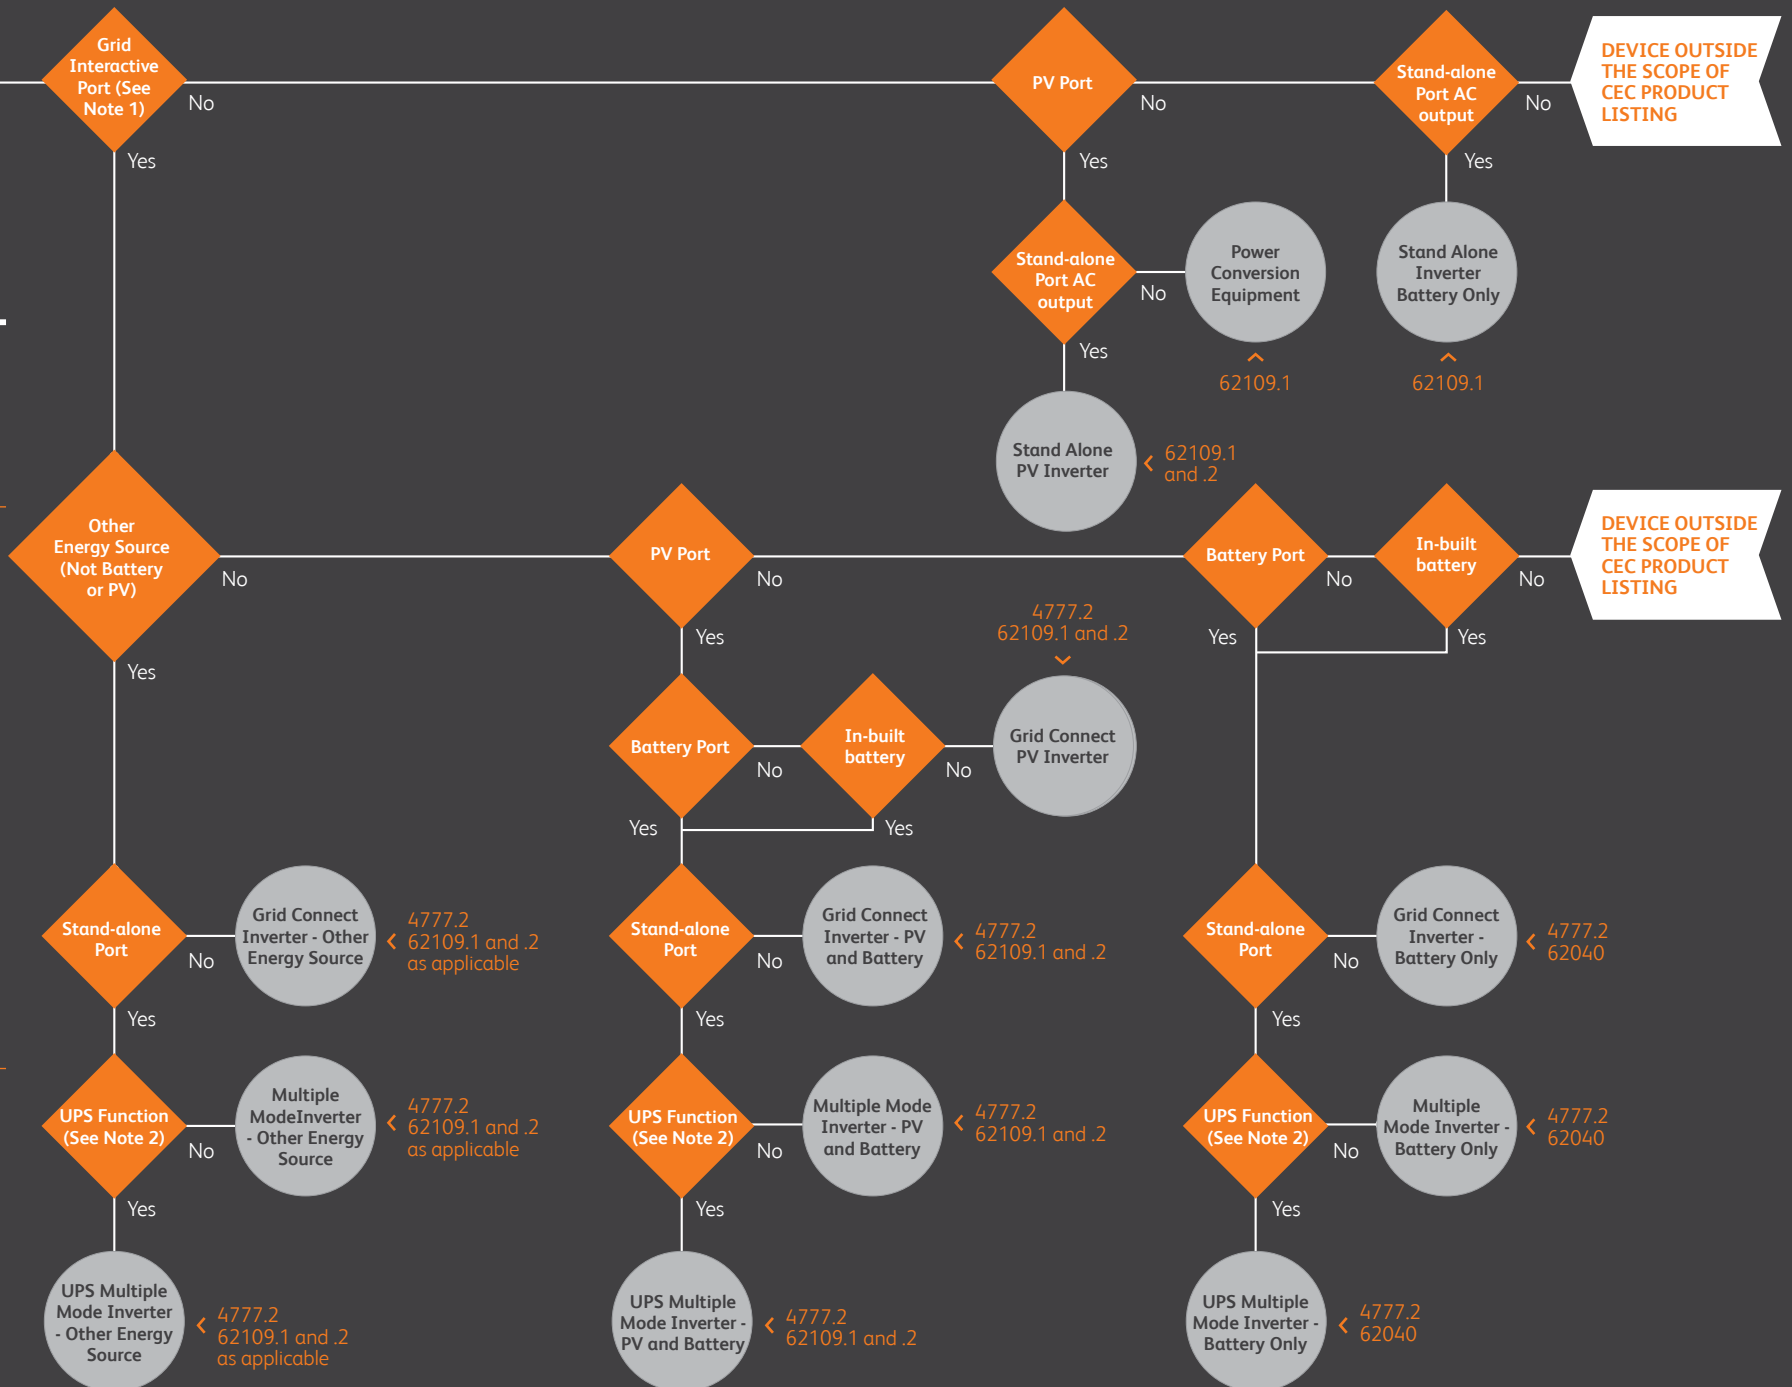 Grid
Interactive
Port (See
Note 1)
No
Yes
PV Port
No
Yes
Stand-alone
Port AC
output
No
Yes
DEVICE OUTSIDE
THE SCOPE OF
CEC PRODUCT
LISTING
Stand-alone
Port AC
output
No
Yes
Power
Conversion
Equipment
62109.1
Stand Alone
Inverter
Battery Only
62109.1
Stand Alone
PV Inverter
62109.1
and .2
Other
Energy Source
(Not Battery
or PV)
No
Yes
PV Port
No
Yes
Battery Port
No
Yes
In-built
battery
No
Yes
DEVICE OUTSIDE
THE SCOPE OF
CEC PRODUCT
LISTING
4777.2
62109.1 and .2
Battery Port
No
Yes
In-built
battery
No
Yes
Grid Connect
PV Inverter
Stand-alone
Port
No
Yes
Grid Connect
Inverter - Other
Energy Source
4777.2
62109.1 and .2
as applicable
Stand-alone
Port
No
Yes
Grid Connect
Inverter - PV
and Battery
4777.2
62109.1 and .2
Stand-alone
Port
No
Yes
Grid Connect
Inverter -
Battery Only
4777.2
62040
UPS Function
(See Note 2)
No
Yes
Multiple
ModeInverter
- Other Energy
Source
4777.2
62109.1 and .2
as applicable
UPS Function
(See Note 2)
No
Yes
Multiple Mode
Inverter - PV
and Battery
4777.2
62109.1 and .2
UPS Function
(See Note 2)
No
Yes
Multiple
Mode Inverter -
Battery Only
4777.2
62040
UPS Multiple
Mode Inverter
- Other Energy
Source
4777.2
62109.1 and .2
as applicable
UPS Multiple
Mode Inverter -
PV and Battery
4777.2
62109.1 and .2
UPS Multiple
Mode Inverter -
Battery Only
4777.2
62040